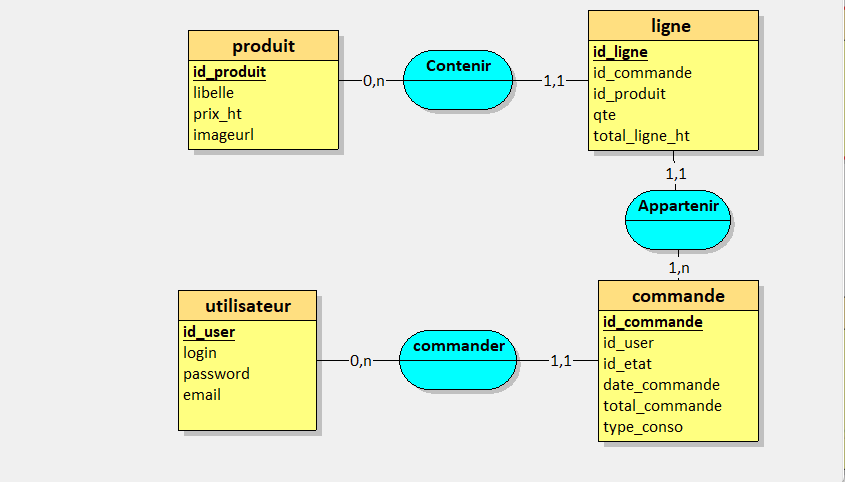 produit
id_produit
libelle
prix_ht
imageurl
0,n
Contenir
1,1
ligne
id_ligne
id_commande
id_produit
qte
total_ligne_ht
1,1
Appartenir
1,n
utilisateur
id_user
login
password
email
0,n
commander
1,1
commande
id_commande
id_user
id_etat
date_commande
total_commande
type_conso